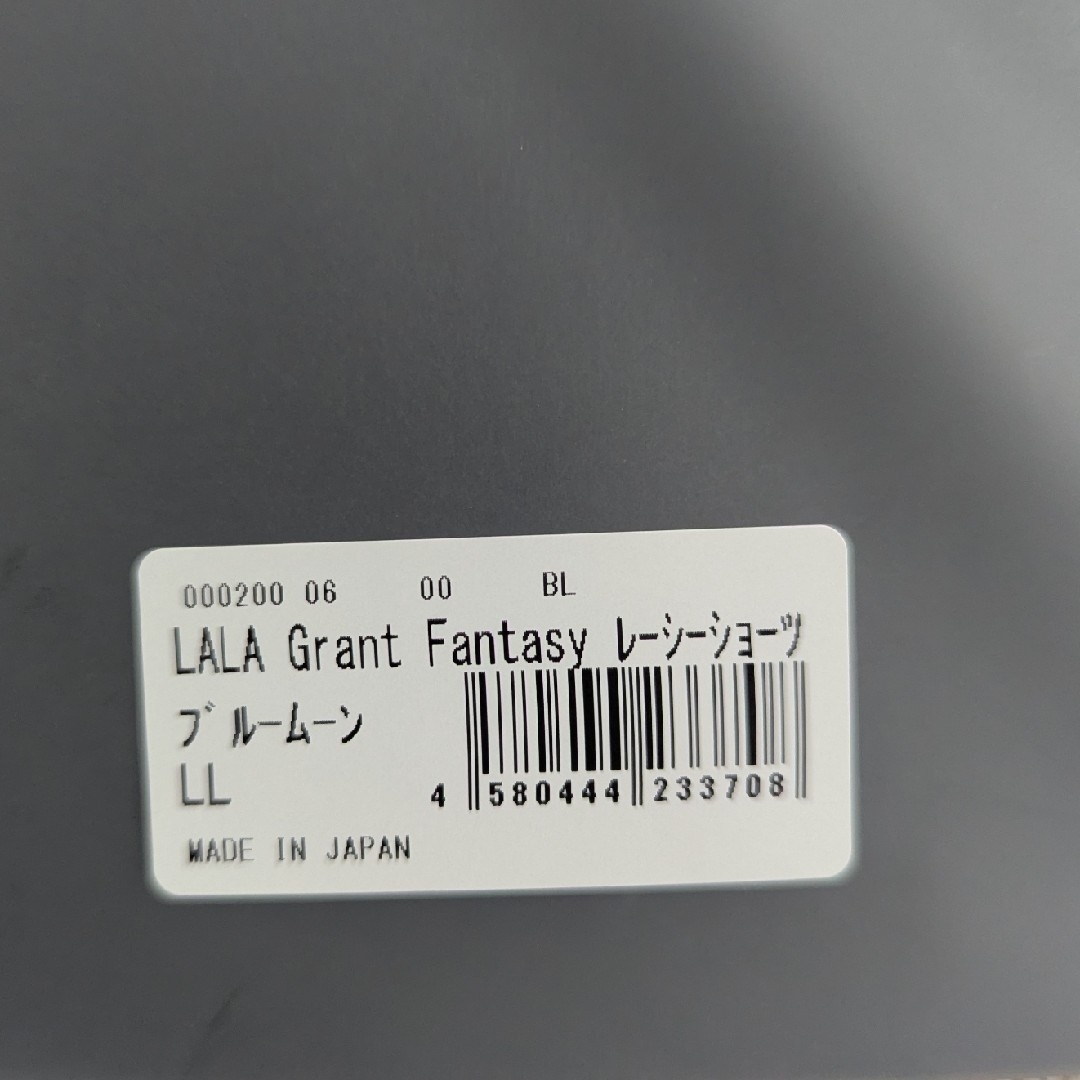 000200 06 00 BL
LALA Grant Fantasy ﾚｰｼｰｼｮｰﾂ
ﾌﾞﾙｰﾑｰﾝ
LL
4 580444 233708
MADE IN JAPAN